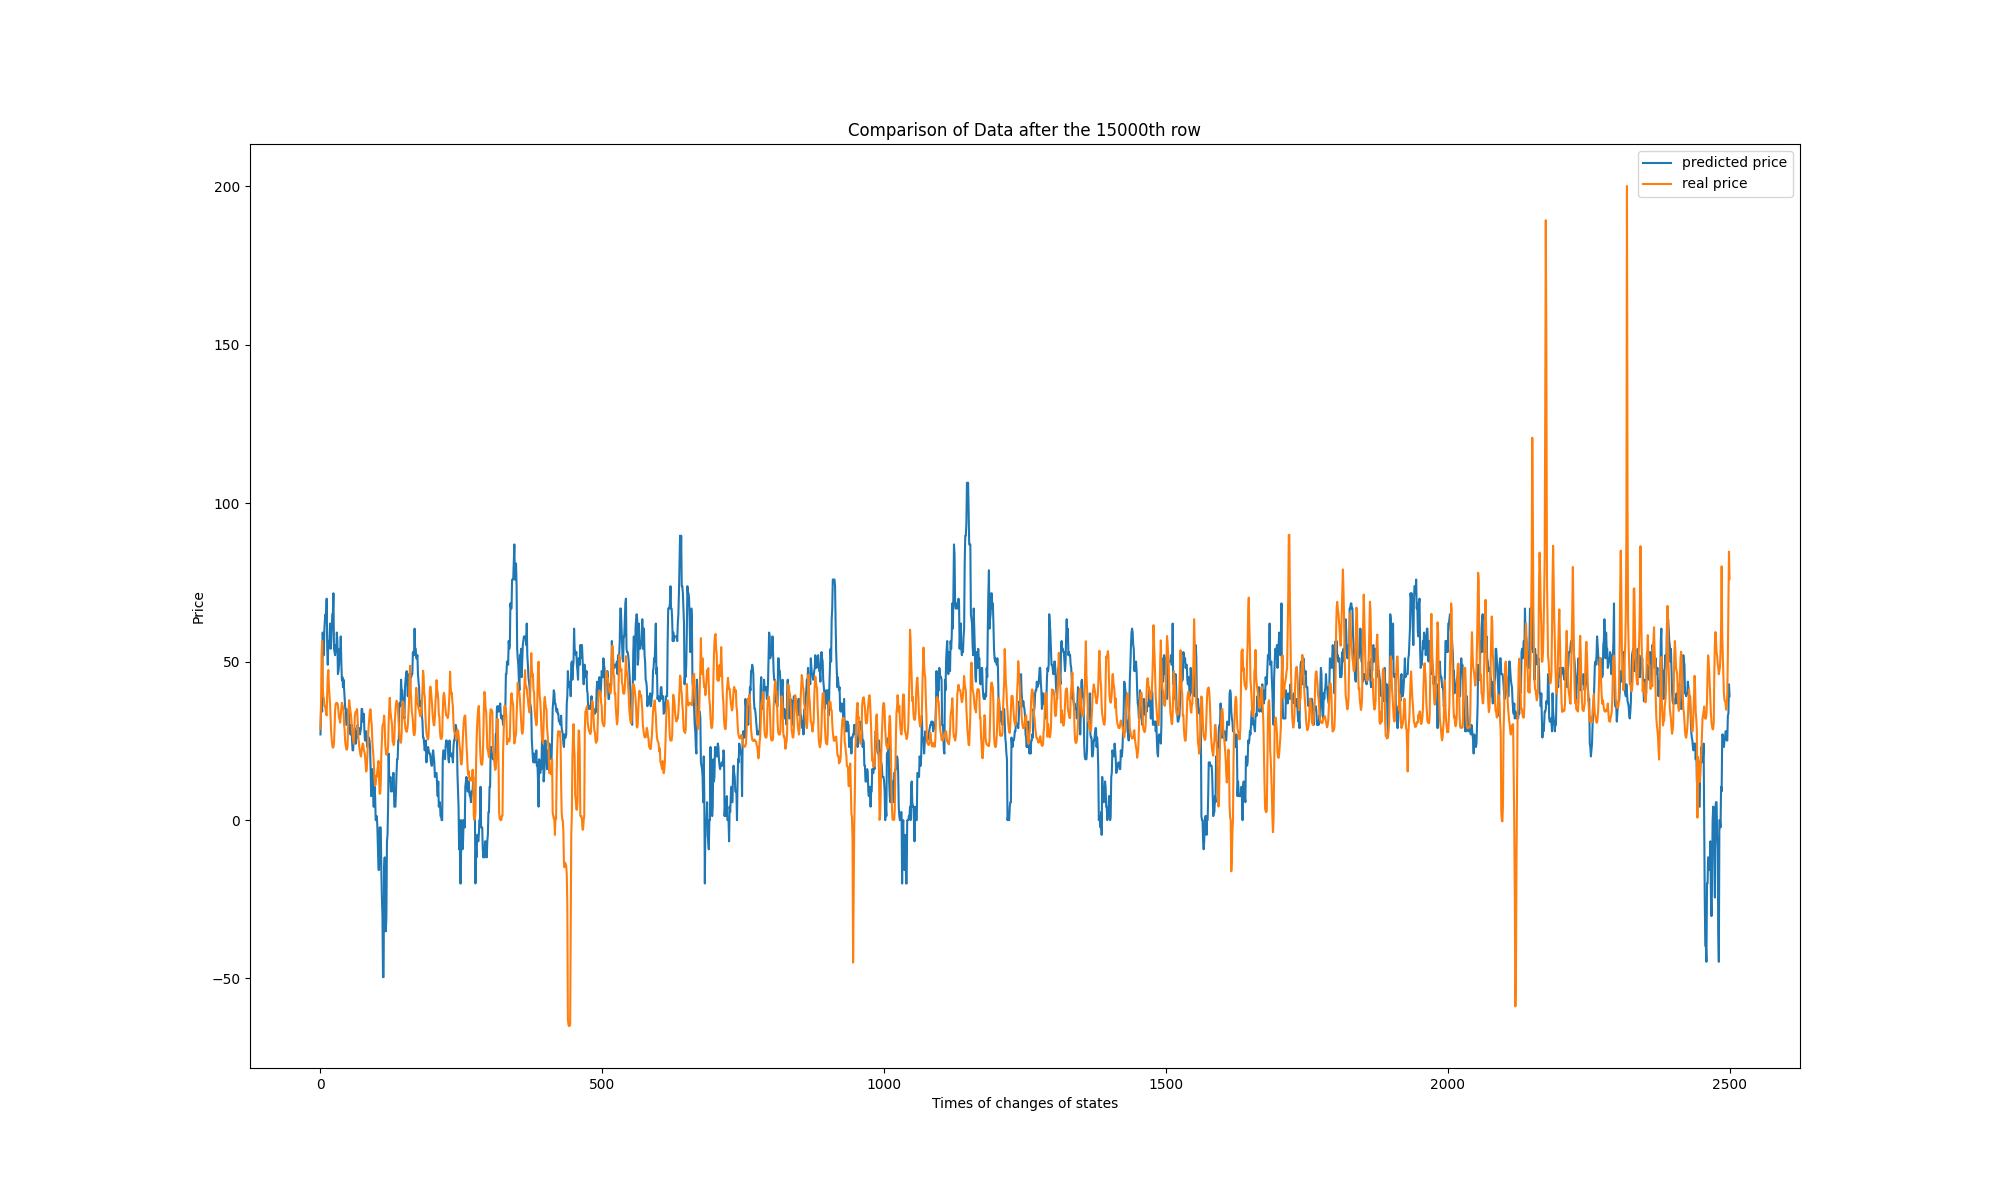 Comparison of Data after the 15000th row
predicted price
real price
200
150
100
50
0
−50
Price
0
500
1000
1500
2000
2500
Times of changes of states